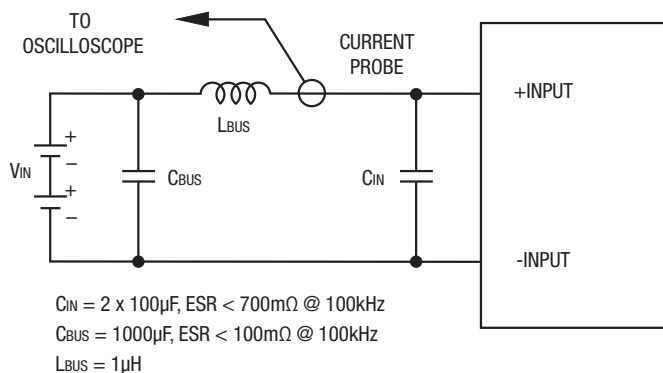 TO
OSCILLOSCOPE
CURRENT
PROBE
+INPUT
LBUS
+
VIN
−
+
−
CBUS
CIN
-INPUT
CIN = 2 x 100µF, ESR < 700mΩ @ 100kHz
CBUS = 1000µF, ESR < 100mΩ @ 100kHz
LBUS = 1µH